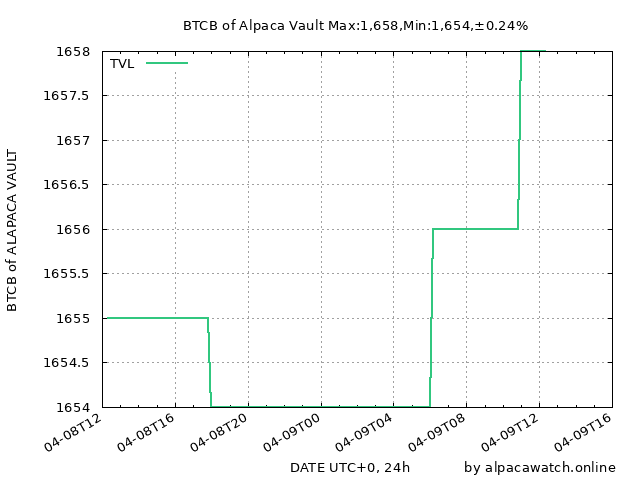 BTCB of Alpaca Vault Max:1,658,Min:1,654,±0.24%
TVL
1658
1657.5
1657
1656.5
1656
1655.5
1655
1654.5
1654
BTCB of ALAPACA VAULT
04-08T12
04-08T16
04-08T20
04-09T00
04-09T04
04-09T08
04-09T12
04-09T16
DATE UTC+0, 24h
by alpacawatch.online